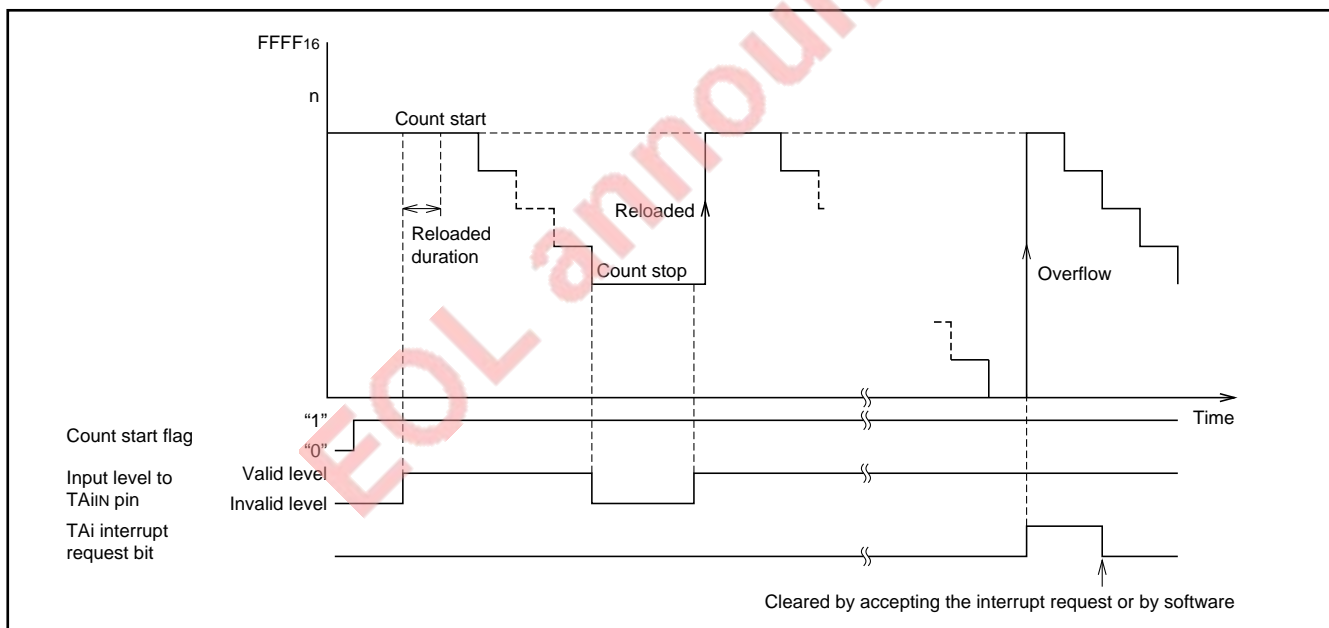 EOL announ
FFFF16
n
Count start
Reloaded
duration
Count stop
Reloaded
Overflow
Time
Count start flag
“1”
“0”
Input level to
TAiIN pin
Valid level
Invalid level
TAi interrupt
request bit
Cleared by accepting the interrupt request or by software